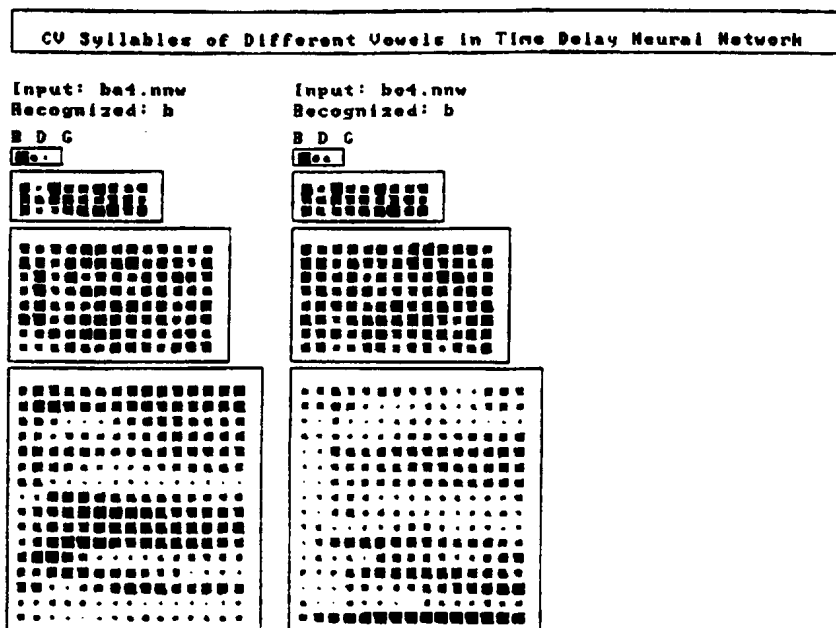 CV Syllables of Different Vowels in Time Delay Neural Network
Input: ba4.nnw
Recognized: b
B D G
Input: bo4.nnw
Recognized: b
B D G